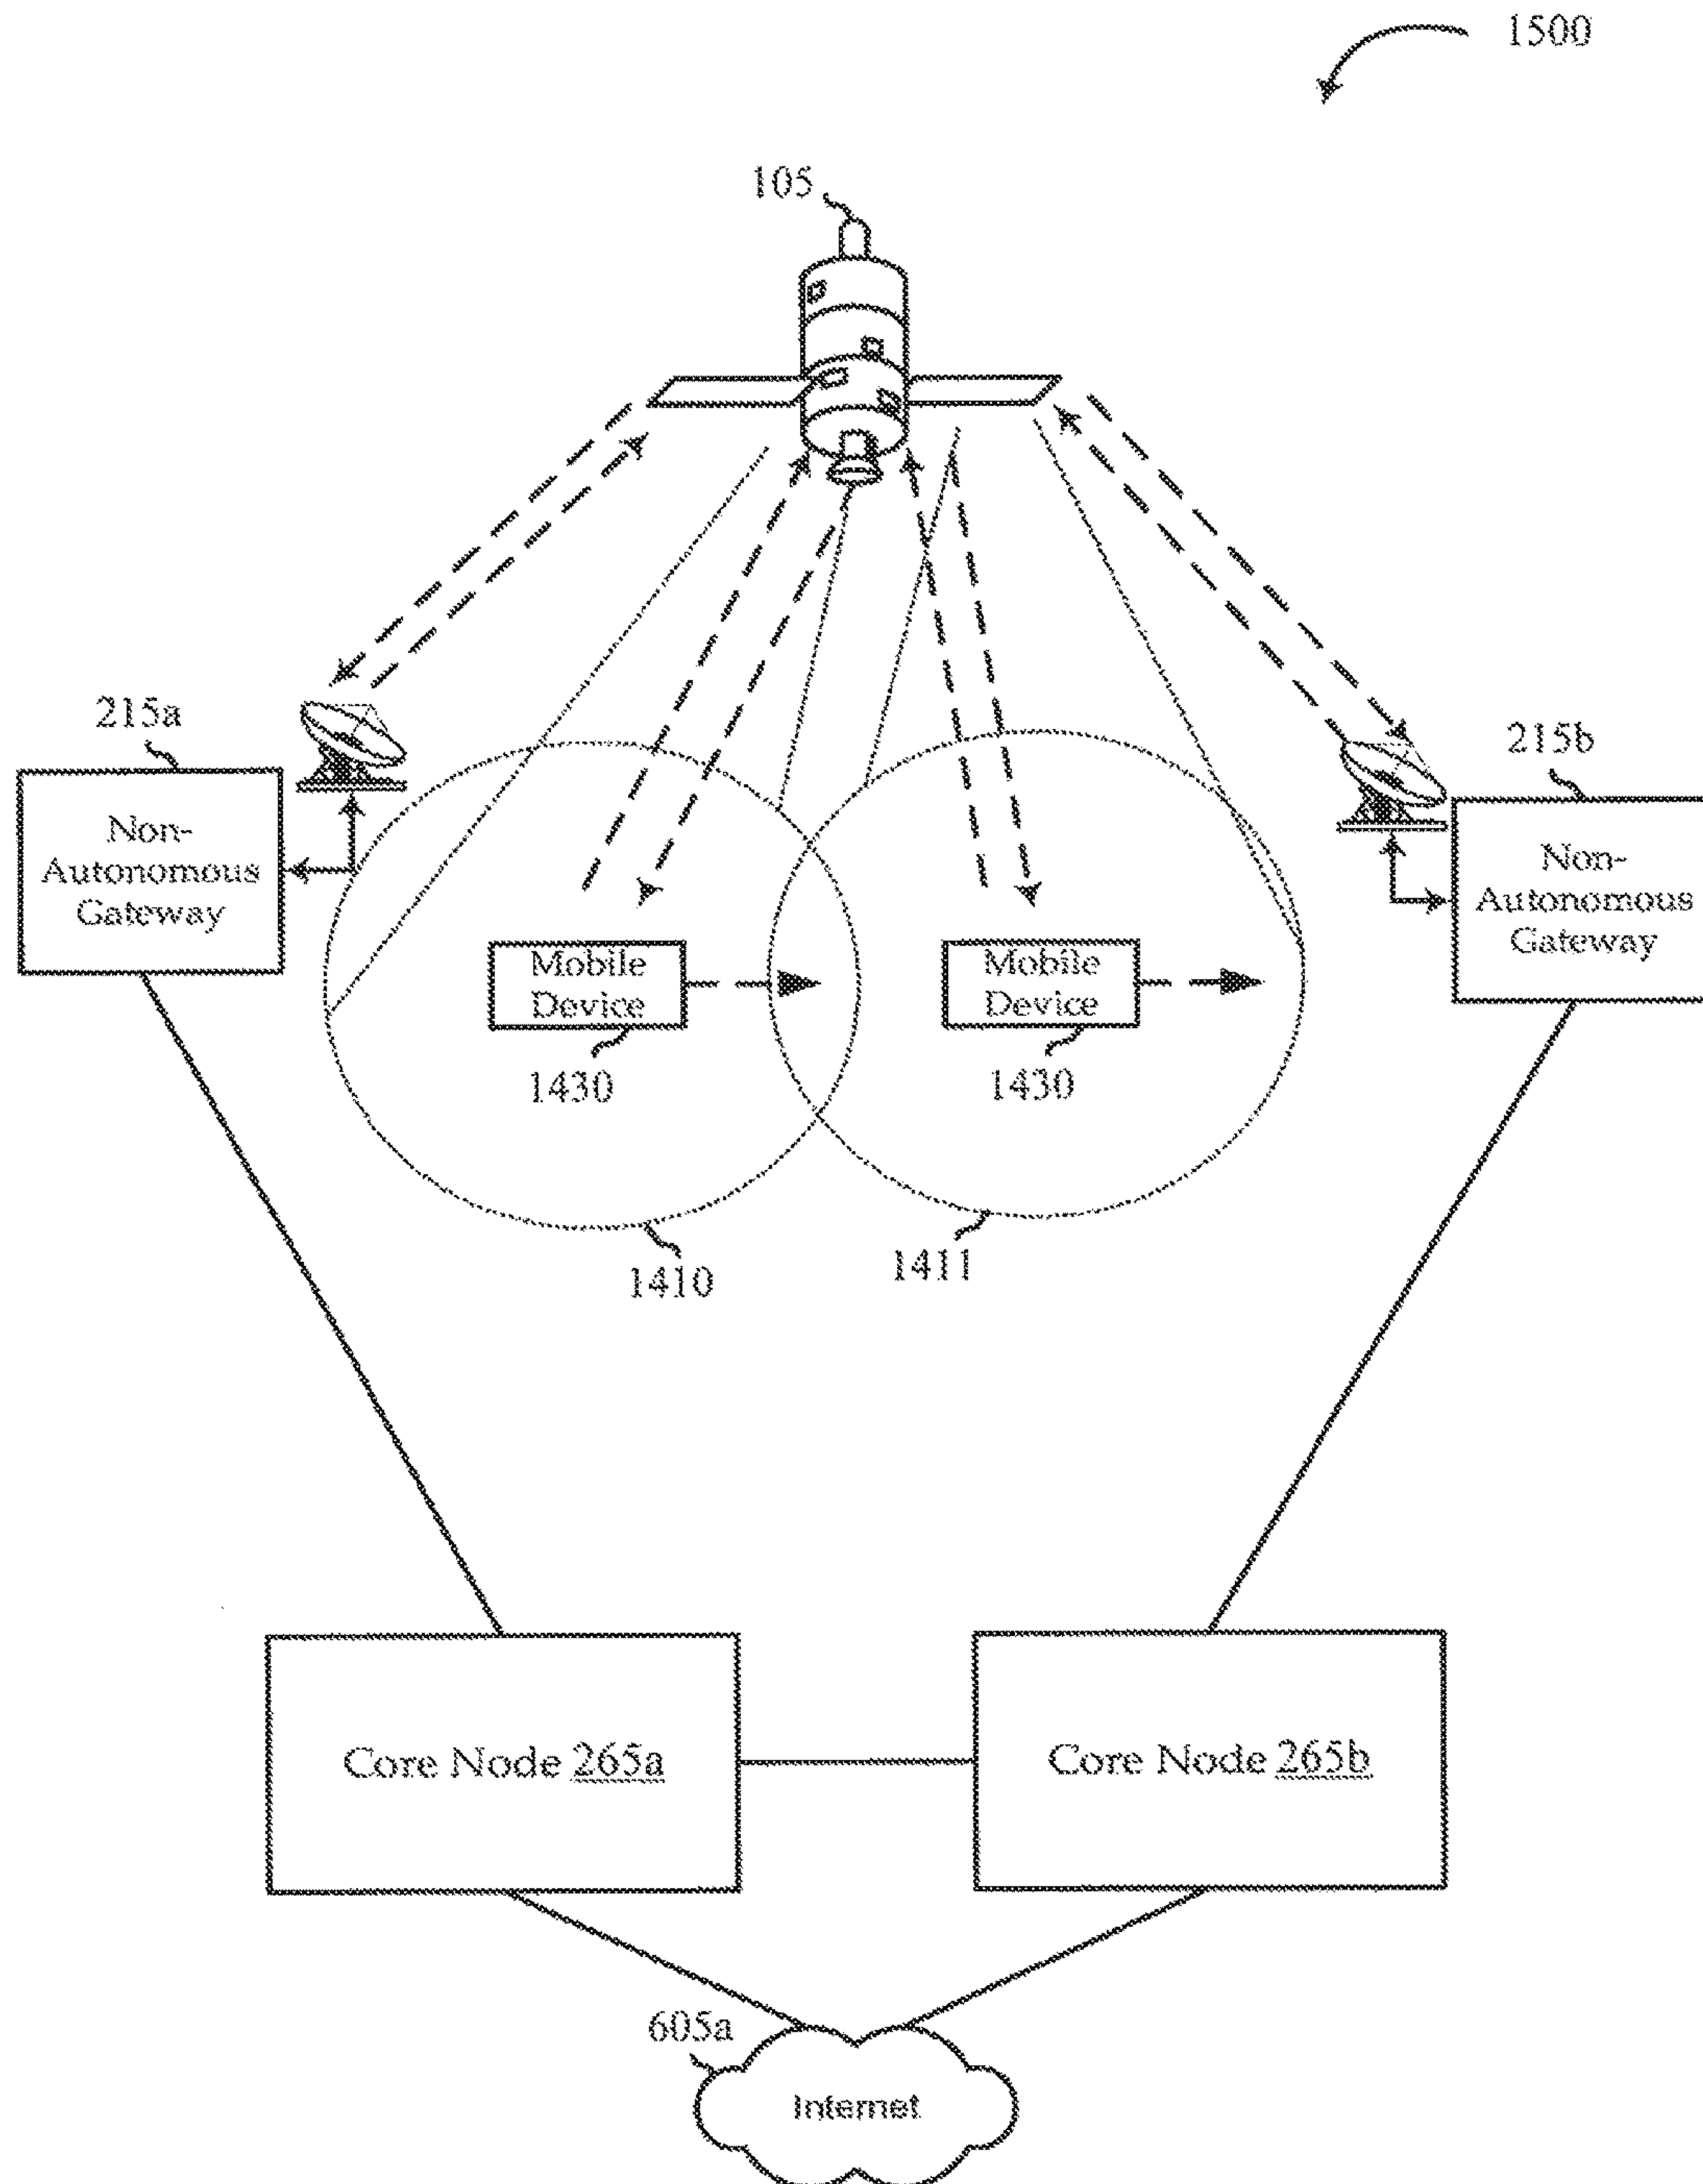 1500
105
215a
Non-
Autonomous
Gateway
215b
Non-
Autonomous
Gateway
Mobile
Device
1430
Mobile
Device
1430
1410
1411
Core Node 265a
Core Node 265b
605a
Internet